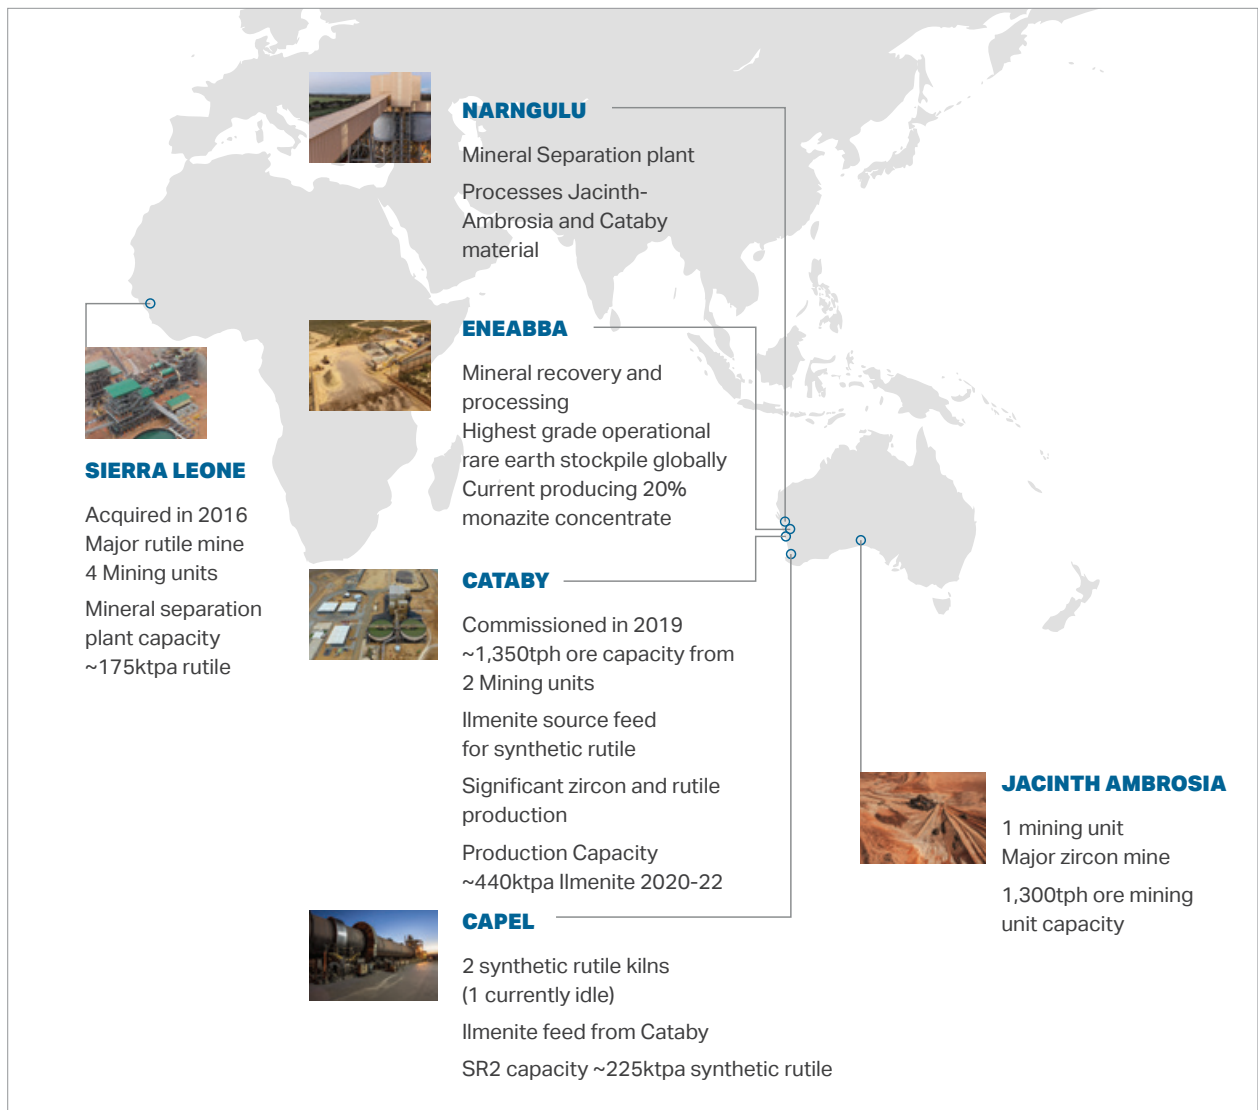 NARNGULU
Mineral Separation plant
Processes Jacinth-
Ambrosia and Cataby
material
ENEABBA
Mineral recovery and
processing
Highest grade operational
rare earth stockpile globally
Current producing 20%
monazite concentrate
SIERRA LEONE
Acquired in 2016
Major rutile mine
4 Mining units
Mineral separation
plant capacity
~175ktpa rutile
CATABY
Commissioned in 2019
~1,350tph ore capacity from
2 Mining units
Ilmenite source feed
for synthetic rutile
Significant zircon and rutile
production
Production Capacity
~440ktpa Ilmenite 2020-22
JACINTH AMBROSIA
1 mining unit
Major zircon mine
1,300tph ore mining
unit capacity
CAPEL
2 synthetic rutile kilns
(1 currently idle)
Ilmenite feed from Cataby
SR2 capacity ~225ktpa synthetic rutile